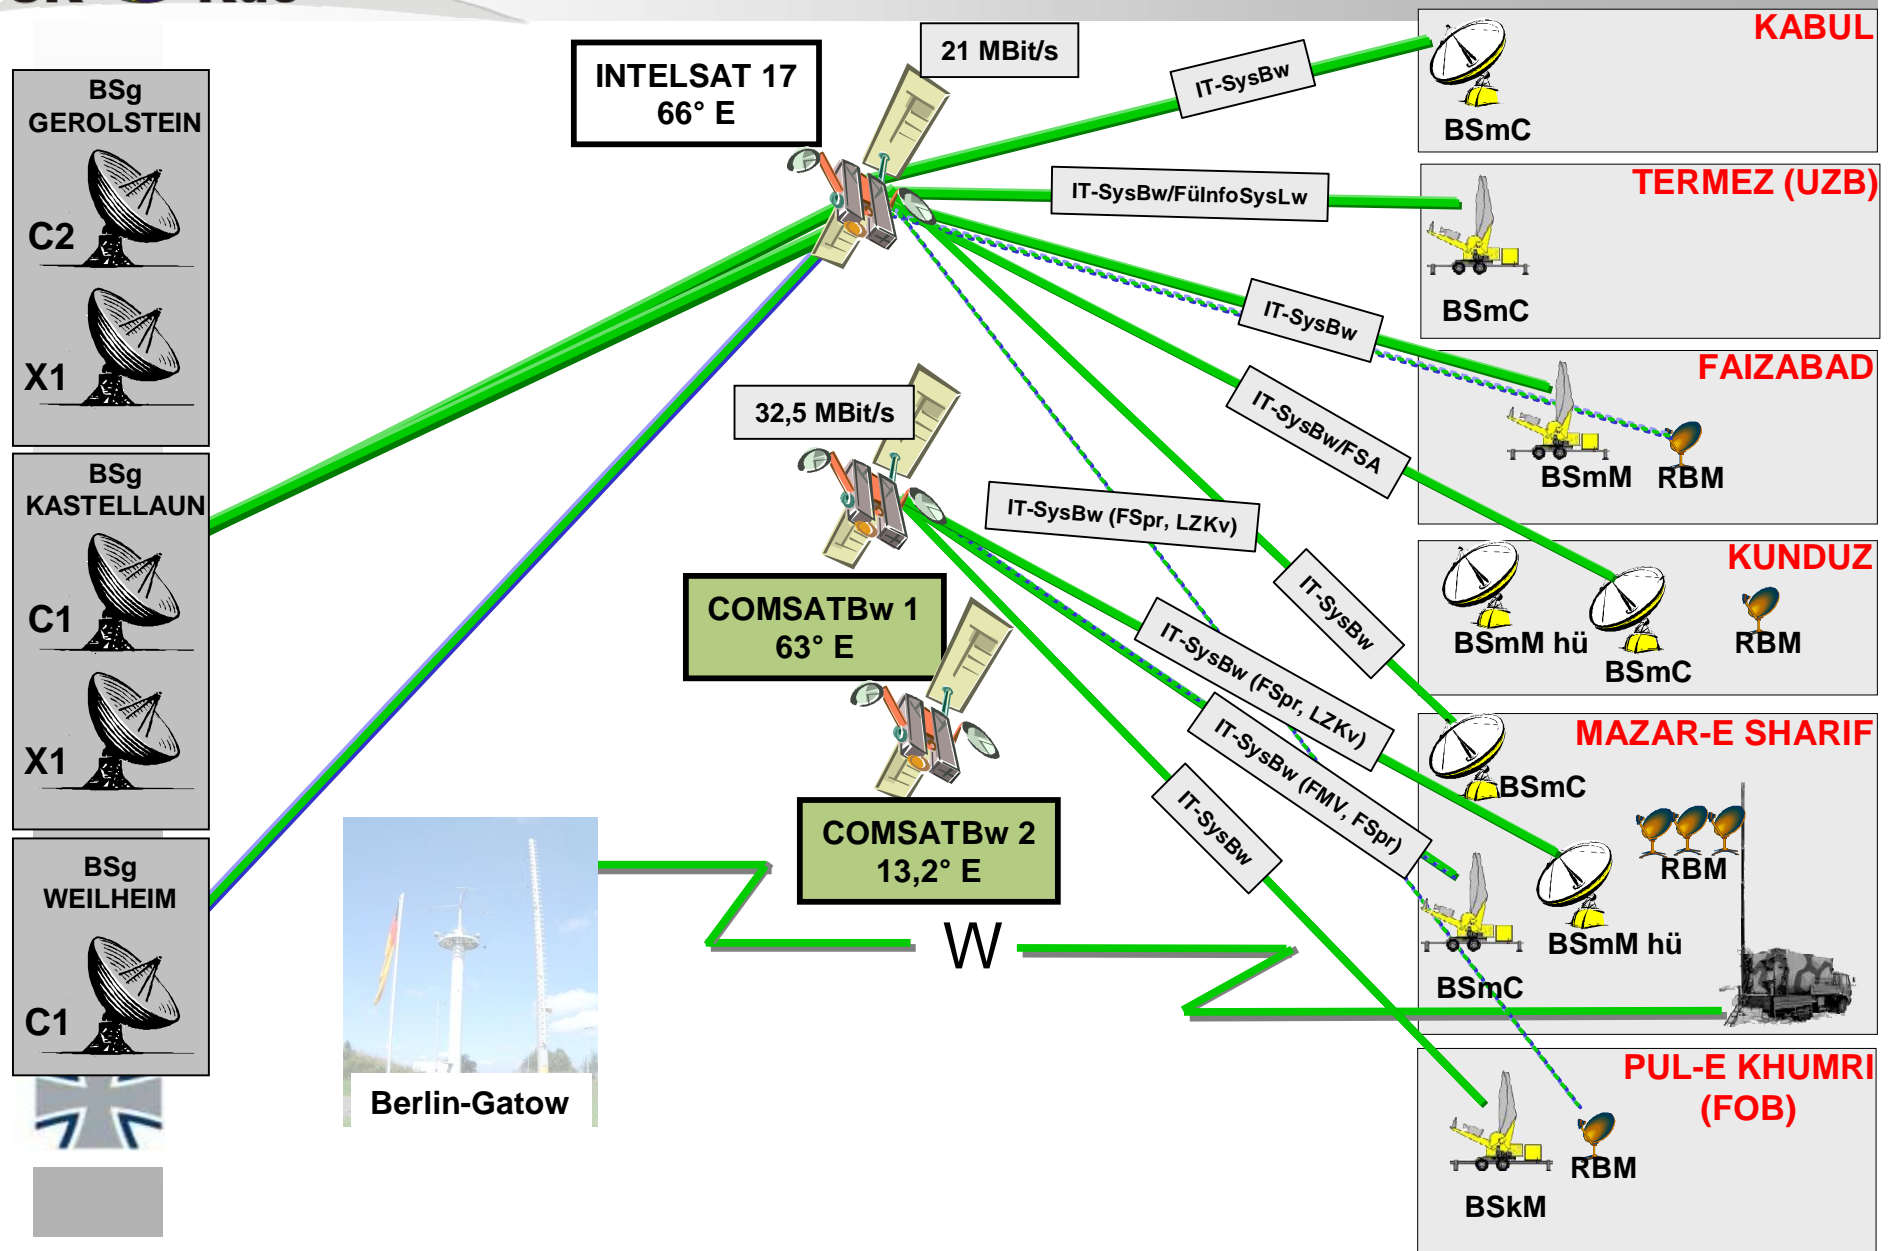 INTELSAT 17
66° E
21 MBit/s
BSg
GEROLSTEIN
C2
X1
BSg
KASTELLAUN
C1
X1
BSg
WEILHEIM
C1
32,5 MBit/s
COMSATBw 1
63° E
COMSATBw 2
13,2° E
Berlin-Gatow
W
IT-SysBw
IT-SysBw/FüInfoSysLw
IT-SysBw
IT-SysBw/FSA
IT-SysBw (FSpr, LZKv)
IT-SysBw
IT-SysBw (FSpr, LZKv)
IT-SysBw (FMV, FSpr)
IT-SysBw
KABUL
BSmC
TERMEZ (UZB)
BSmC
FAIZABAD
BSmM
RBM
KUNDUZ
BSmM hü
BSmC
RBM
MAZAR-E SHARIF
BSmC
RBM
BSmM hü
BSmC
PUL-E KHUMRI
(FOB)
RBM
BSkM